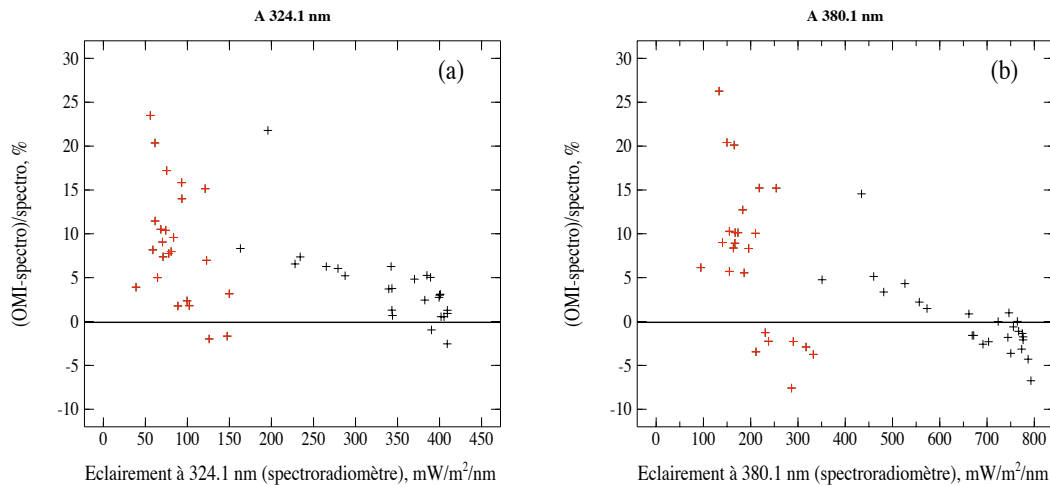 A 324.1 nm
(a)
30
25
20
15
10
5
0
-5
-10
(OMI-spectro)/spectro, %
0 50 100 150 200 250 300 350 400 450
Eclairement à 324.1 nm (spectroradiomètre), mW/m²/nm
A 380.1 nm
(b)
30
25
20
15
10
5
0
-5
-10
(OMI-spectro)/spectro, %
0 100 200 300 400 500 600 700 800
Eclairement à 380.1 nm (spectroradiomètre), mW/m²/nm